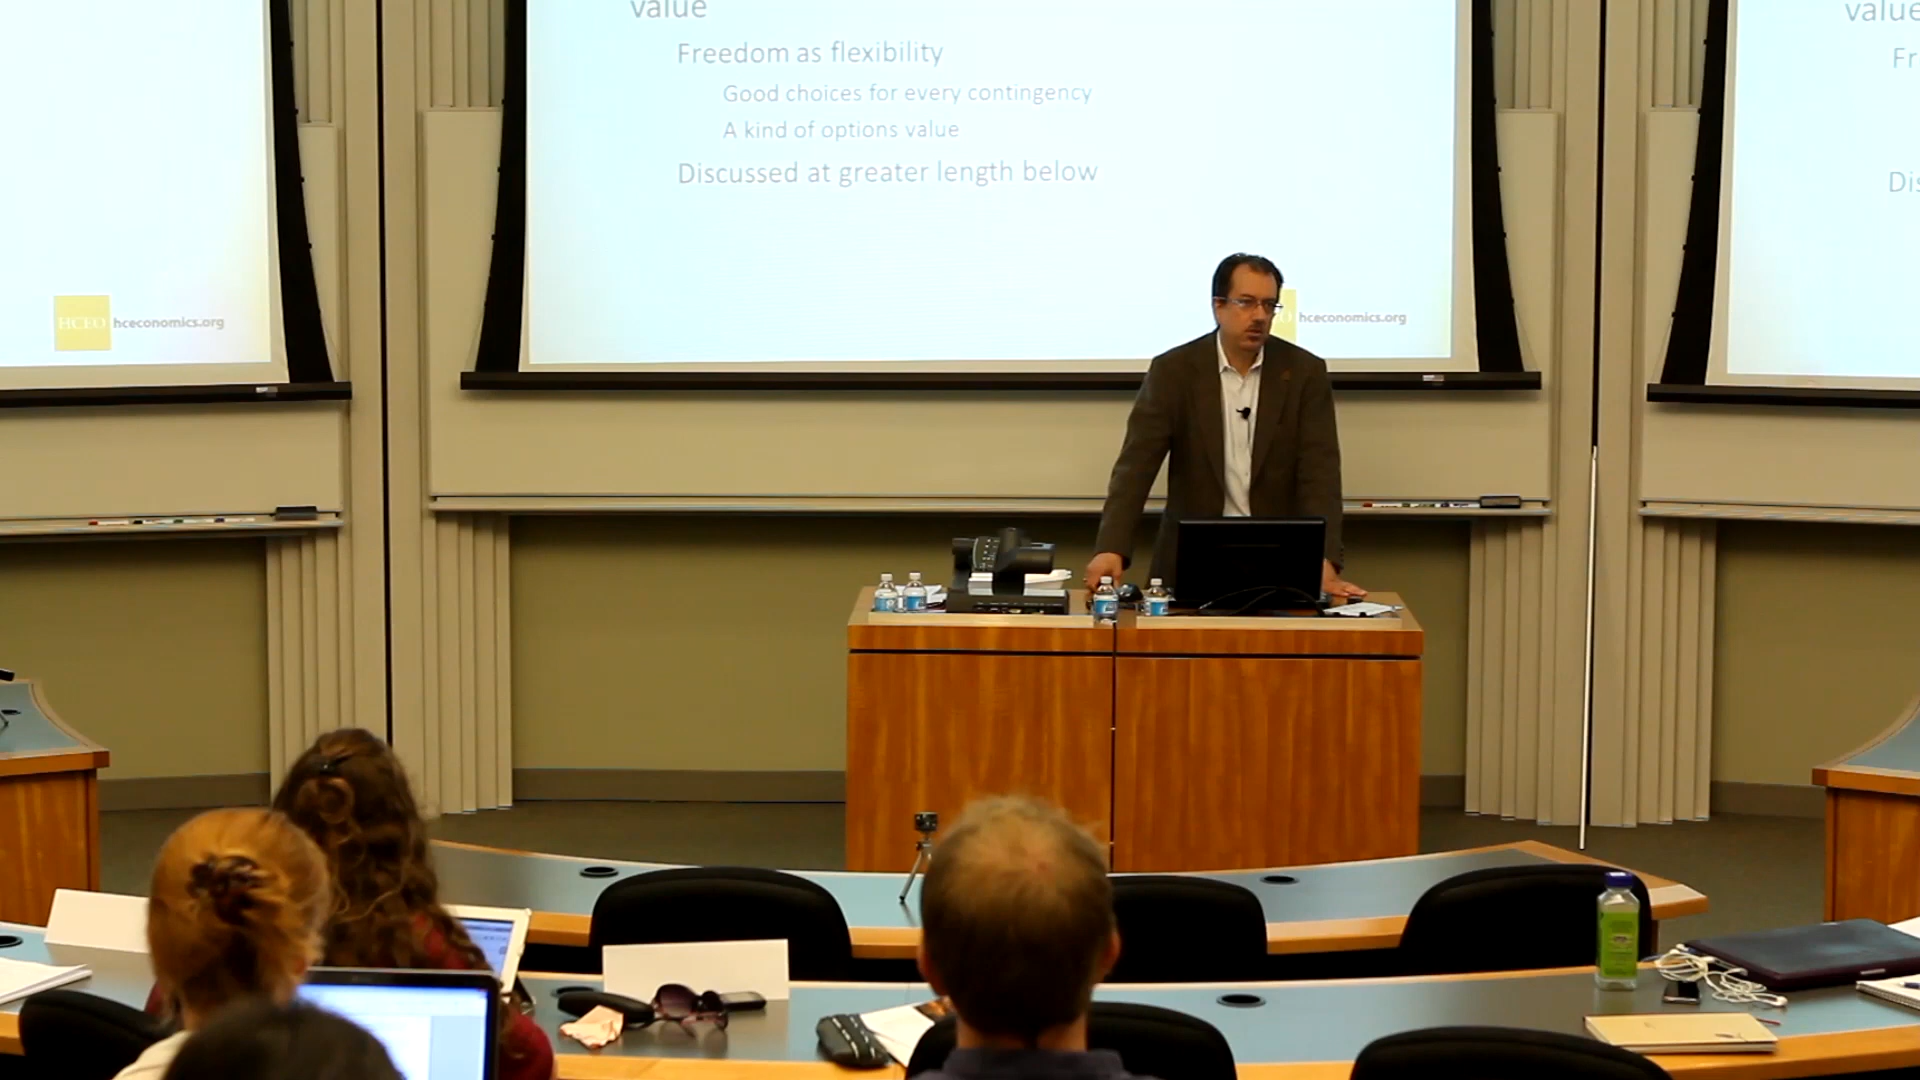 value
Freedom as flexibility
Good choices for every contingency
A kind of options value
Discussed at greater length below
HCEO hceconomics.org
O hceconomics.org
value
Fr
Dis